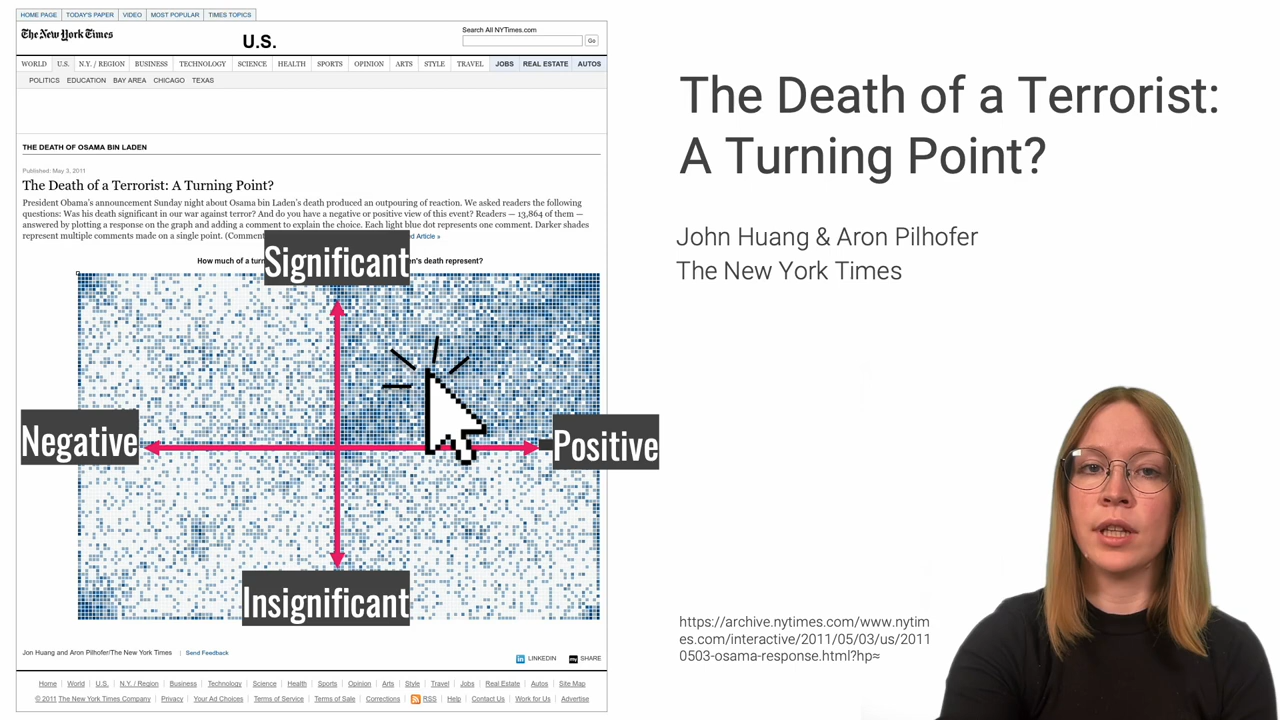 HOME PAGE TODAY'S PAPER VIDEO MOST POPULAR TIMES TOPICS
The New York Times
U.S.
Search All NYTimes.com
Go
WORLD U.S. N.Y. / REGION BUSINESS TECHNOLOGY SCIENCE HEALTH SPORTS OPINION ARTS STYLE TRAVEL JOBS REAL ESTATE AUTOS
POLITICS EDUCATION BAY AREA CHICAGO TEXAS
THE DEATH OF OSAMA BIN LADEN
Published: May 3, 2011
The Death of a Terrorist: A Turning Point?
President Obama's announcement Sunday night about Osama bin Laden's death produced an outpouring of reaction. We asked readers the following
questions: Was his death significant in our war against terror? And do you have a negative or positive view of this event? Readers — 13,864 of them —
answered by plotting a response on the graph and adding a comment to explain the choice. Each light blue dot represents one comment. Darker shades
represent multiple comments made on a single point. (Comment Article »
How much of a turn death represent?
Significant
Negative
Positive
Insignificant
Jon Huang and Aron Pilhofer/The New York Times | Send Feedback
LINKEDIN SHARE
Home World U.S. N.Y. / Region Business Technology Science Health Sports Opinion Arts Style Travel Jobs Real Estate Autos Site Map
© 2011 The New York Times Company Privacy Your Ad Choices Terms of Service Terms of Sale Corrections RSS Help Contact Us Work for Us Advertise
The Death of a Terrorist:
A Turning Point?
John Huang & Aron Pilhofer
The New York Times
https://archive.nytimes.com/www.nytim
es.com/interactive/2011/05/03/us/2011
0503-osama-response.html?hp≈